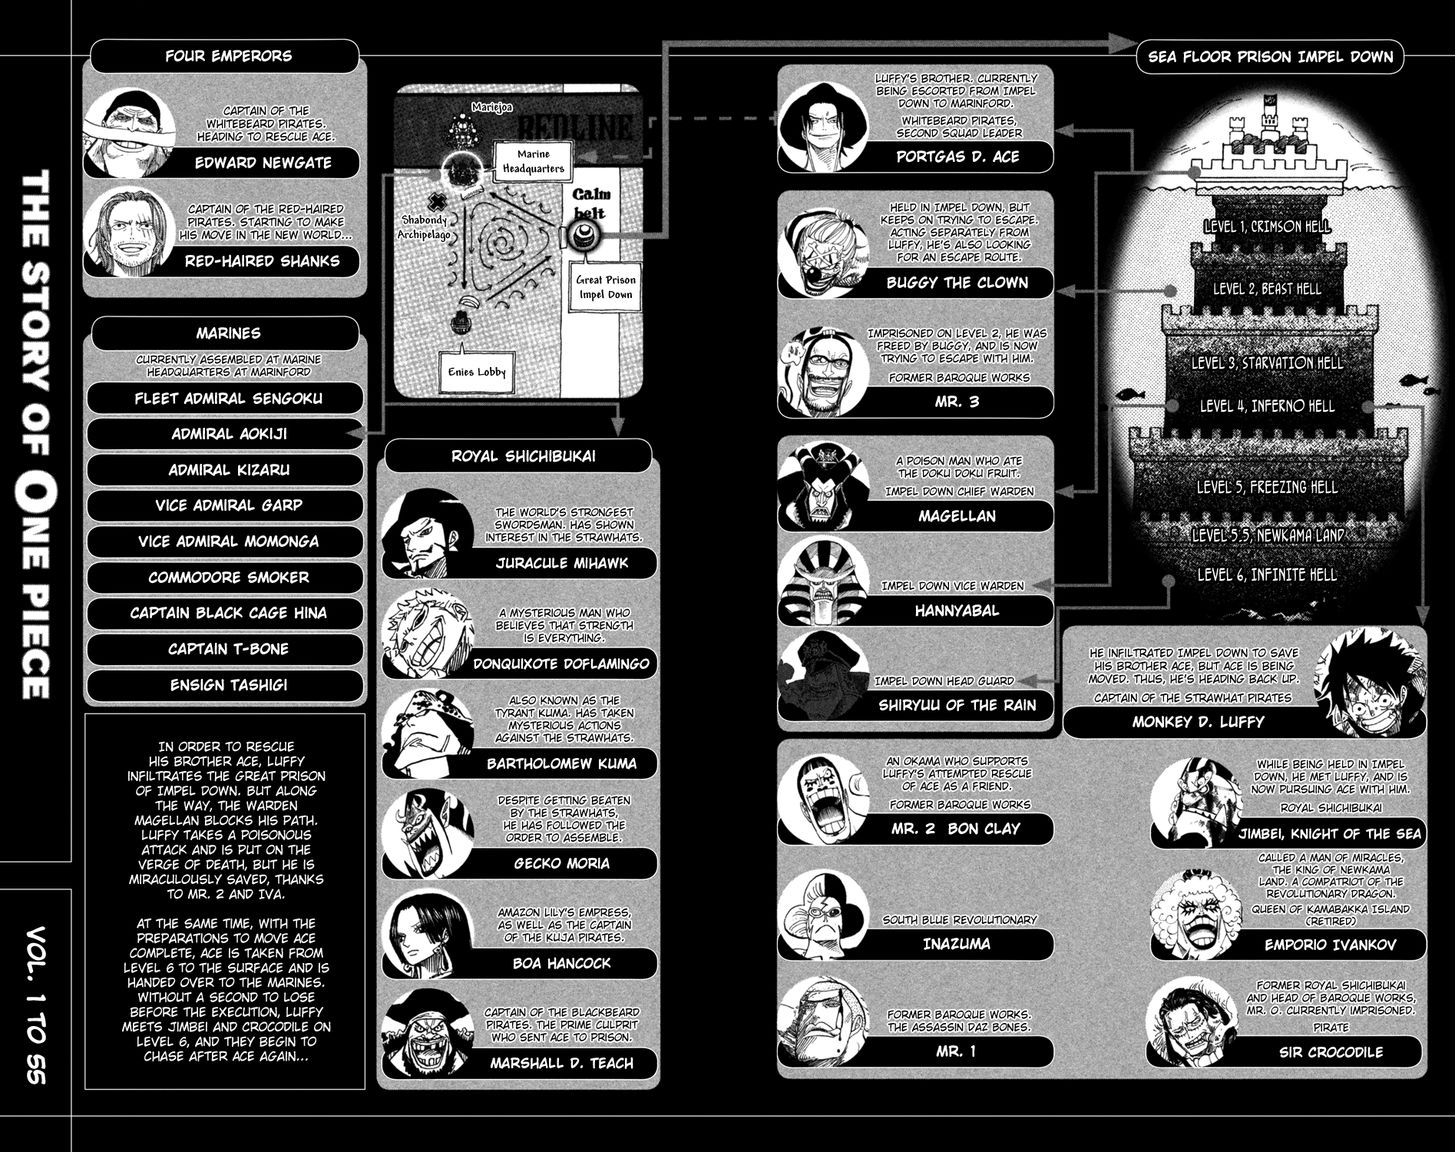 THE STORY OF ONE PIECE
VOL. 1 TO 55
FOUR EMPERORS
CAPTAIN OF THE
WHITEBEARD PIRATES.
HEADING TO RESCUE ACE.
EDWARD NEWGATE
CAPTAIN OF THE RED-HAIRED
PIRATES. STARTING TO MAKE
HIS MOVE IN THE NEW WORLD...
RED-HAIRED SHANKS
MARINES
CURRENTLY ASSEMBLED AT MARINE
HEADQUARTERS AT MARINFORD
FLEET ADMIRAL SENGOKU
ADMIRAL AOKIJI
ADMIRAL KIZARU
VICE ADMIRAL GARP
VICE ADMIRAL MOMONGA
COMMODORE SMOKER
CAPTAIN BLACK CAGE HINA
CAPTAIN T-BONE
ENSIGN TASHIGI
IN ORDER TO RESCUE
HIS BROTHER ACE, LUFFY
INFILTRATES THE GREAT PRISON
OF IMPEL DOWN. BUT ALONG
THE WAY, THE WARDEN
MAGELLAN BLOCKS HIS PATH.
LUFFY TAKES A POISONOUS
ATTACK AND IS PUT ON THE
VERGE OF DEATH, BUT HE IS
MIRACULOUSLY SAVED, THANKS
TO MR. 2 AND IVA.
AT THE SAME TIME, WITH THE
PREPARATIONS TO MOVE ACE
COMPLETE, ACE IS TAKEN FROM
LEVEL 6 TO THE SURFACE AND IS
HANDED OVER TO THE MARINES.
WITHOUT A SECOND TO LOSE
BEFORE THE EXECUTION, LUFFY
MEETS JIMBEI AND CROCODILE ON
LEVEL 6, AND THEY BEGIN TO
CHASE AFTER ACE AGAIN...
Mariejoa
REDLINE
Marine
Headquarters
Calm
belt
Shabondy
Archipelago
Great Prison
Impel Down
Enies Lobby
ROYAL SHICHIBUKAI
THE WORLD'S STRONGEST
SWORDSMAN. HAS SHOWN
INTEREST IN THE STRAWHATS.
JURACULE MIHAWK
A MYSTERIOUS MAN WHO
BELIEVES THAT STRENGTH
IS EVERYTHING.
DONQUIXOTE DOFLAMINGO
ALSO KNOWN AS THE
TYRANT KUMA. HAS TAKEN
MYSTERIOUS ACTIONS
AGAINST THE STRAWHATS.
BARTHOLOMEW KUMA
DESPITE GETTING BEATEN
BY THE STRAWHATS,
HE HAS FOLLOWED THE
ORDER TO ASSEMBLE.
GECKO MORIA
AMAZON LILY'S EMPRESS,
AS WELL AS THE CAPTAIN
OF THE KUJA PIRATES.
BOA HANCOCK
CAPTAIN OF THE BLACKBEARD
PIRATES. THE PRIME CULPRIT
WHO SENT ACE TO PRISON.
MARSHALL D. TEACH
LUFFY'S BROTHER. CURRENTLY
BEING ESCORTED FROM IMPEL
DOWN TO MARINFORD.
WHITEBEARD PIRATES,
SECOND SQUAD LEADER
PORTGAS D. ACE
HELD IN IMPEL DOWN, BUT
KEEPS ON TRYING TO ESCAPE.
ACTING SEPARATELY FROM
LUFFY, HE'S ALSO LOOKING
FOR AN ESCAPE ROUTE.
BUGGY THE CLOWN
IMPRISONED ON LEVEL 2, HE WAS
FREED BY BUGGY, AND IS NOW
TRYING TO ESCAPE WITH HIM.
FORMER BAROQUE WORKS
MR. 3
A POISON MAN WHO ATE
THE DOKU DOKU FRUIT.
IMPEL DOWN CHIEF WARDEN
MAGELLAN
IMPEL DOWN VICE WARDEN
HANNYABAL
IMPEL DOWN HEAD GUARD
SHIRYUU OF THE RAIN
AN OKAMA WHO SUPPORTS
LUFFY'S ATTEMPTED RESCUE
OF ACE AS A FRIEND.
FORMER BAROQUE WORKS
MR. 2 BON CLAY
SOUTH BLUE REVOLUTIONARY
INAZUMA
FORMER BAROQUE WORKS.
THE ASSASSIN DAZ BONES.
MR. 1
SEA FLOOR PRISON IMPEL DOWN
LEVEL 1, CRIMSON HELL
LEVEL 2, BEAST HELL
LEVEL 3, STARVATION HELL
LEVEL 4, INFERNO HELL
LEVEL 5, FREEZING HELL
LEVEL 5.5, NEWKAMA LAND
LEVEL 6, INFINITE HELL
HE INFILTRATED IMPEL DOWN TO SAVE
HIS BROTHER ACE, BUT ACE IS BEING
MOVED. THUS, HE'S HEADING BACK UP.
CAPTAIN OF THE STRAWHAT PIRATES
MONKEY D. LUFFY
WHILE BEING HELD IN IMPEL
DOWN, HE MET LUFFY, AND IS
NOW PURSUING ACE WITH HIM.
ROYAL SHICHIBUKAI
JIMBEI, KNIGHT OF THE SEA
CALLED A MAN OF MIRACLES,
THE KING OF NEWKAMA
LAND. A COMPATRIOT OF THE
REVOLUTIONARY DRAGON.
QUEEN OF KAMABAKKA ISLAND
(RETIRED)
EMPORIO IVANKOV
FORMER ROYAL SHICHIBUKAI
AND HEAD OF BAROQUE WORKS,
MR. 0. CURRENTLY IMPRISONED.
PIRATE
SIR CROCODILE